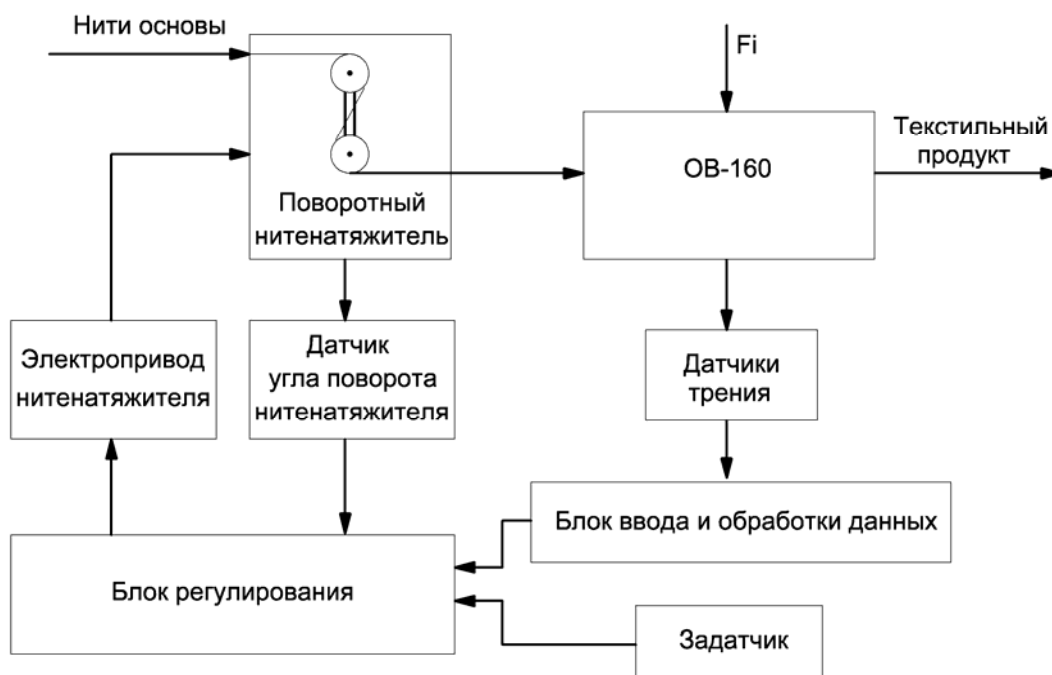 Нити основы
Fi
Текстильный
продукт
ОВ-160
Поворотный
нитенатяжитель
Электропривод
нитенатяжителя
Датчик
угла поворота
нитенатяжителя
Датчики
трения
Блок ввода и обработки данных
Блок регулирования
Задатчик